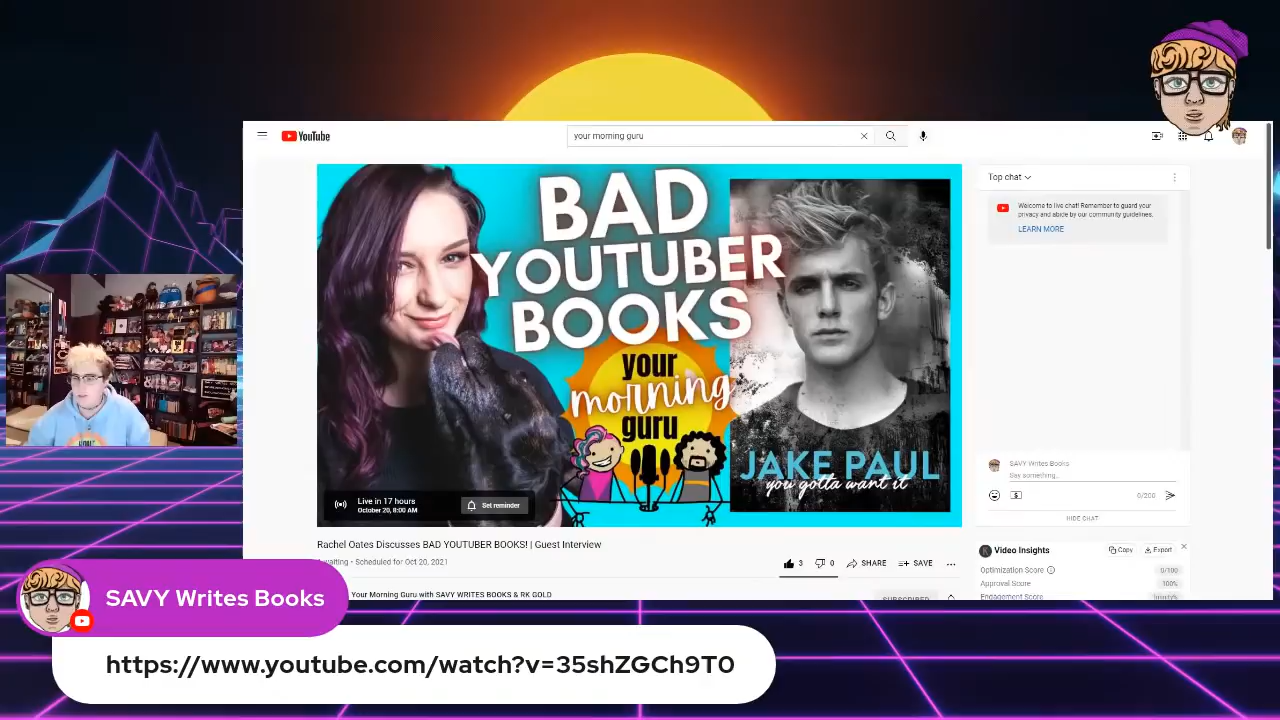 YouTube
your morning guru
BAD
YOUTUBER
BOOKS
your
morning
guru
JAKE PAUL
you gotta want it
Live in 17 hours
October 20, 8:00 AM
Set reminder
Top chat
Welcome to live chat! Remember to guard your
privacy and abide by our community guidelines.
LEARN MORE
SAVY Writes Books
Say something...
0/200
HIDE CHAT
Rachel Oates Discusses BAD YOUTUBER BOOKS! | Guest Interview
waiting • Scheduled for Oct 20, 2021
3
0
SHARE
SAVE
Your Morning Guru with SAVY WRITES BOOKS & RK GOLD
SUBSCRIBED
Video Insights
Copy
Export
Optimization Score
0/100
Approval Score
100%
Engagement Score
SAVY Writes Books
https://www.youtube.com/watch?v=35shZGCh9T0